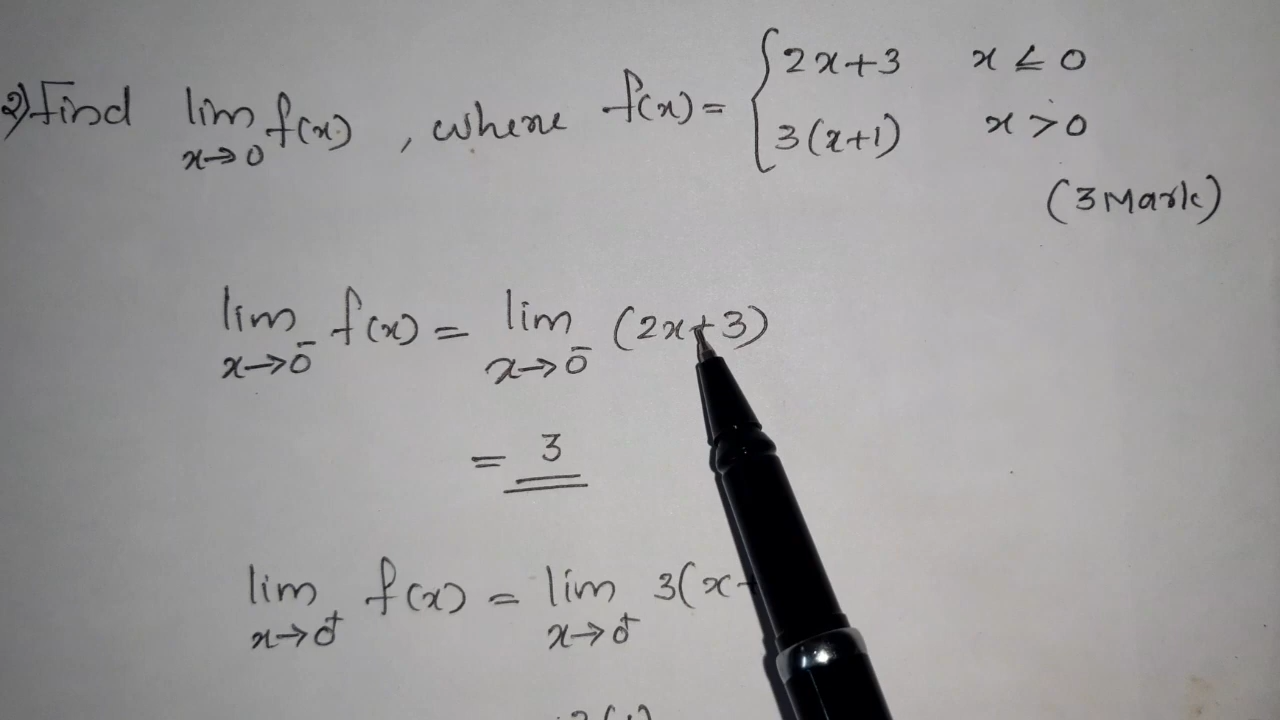 2) Find lim x→0 f(x), where f(x) = { 2x+3 x ≤ 0
3(x+1) x > 0
(3 Mark)
lim x→0⁻ f(x) = lim x→0⁻ (2x+3)
= 3
lim x→0⁺ f(x) = lim x→0⁺ 3(x